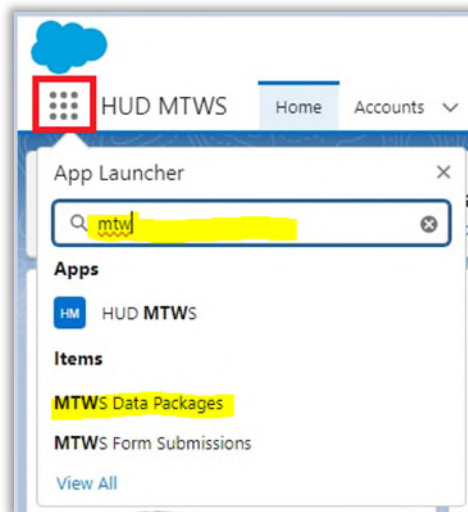 HUD MTWS Home Accounts
App Launcher
mtw
Apps
HM HUD MTWS
Items
MTWS Data Packages
MTWS Form Submissions
View All